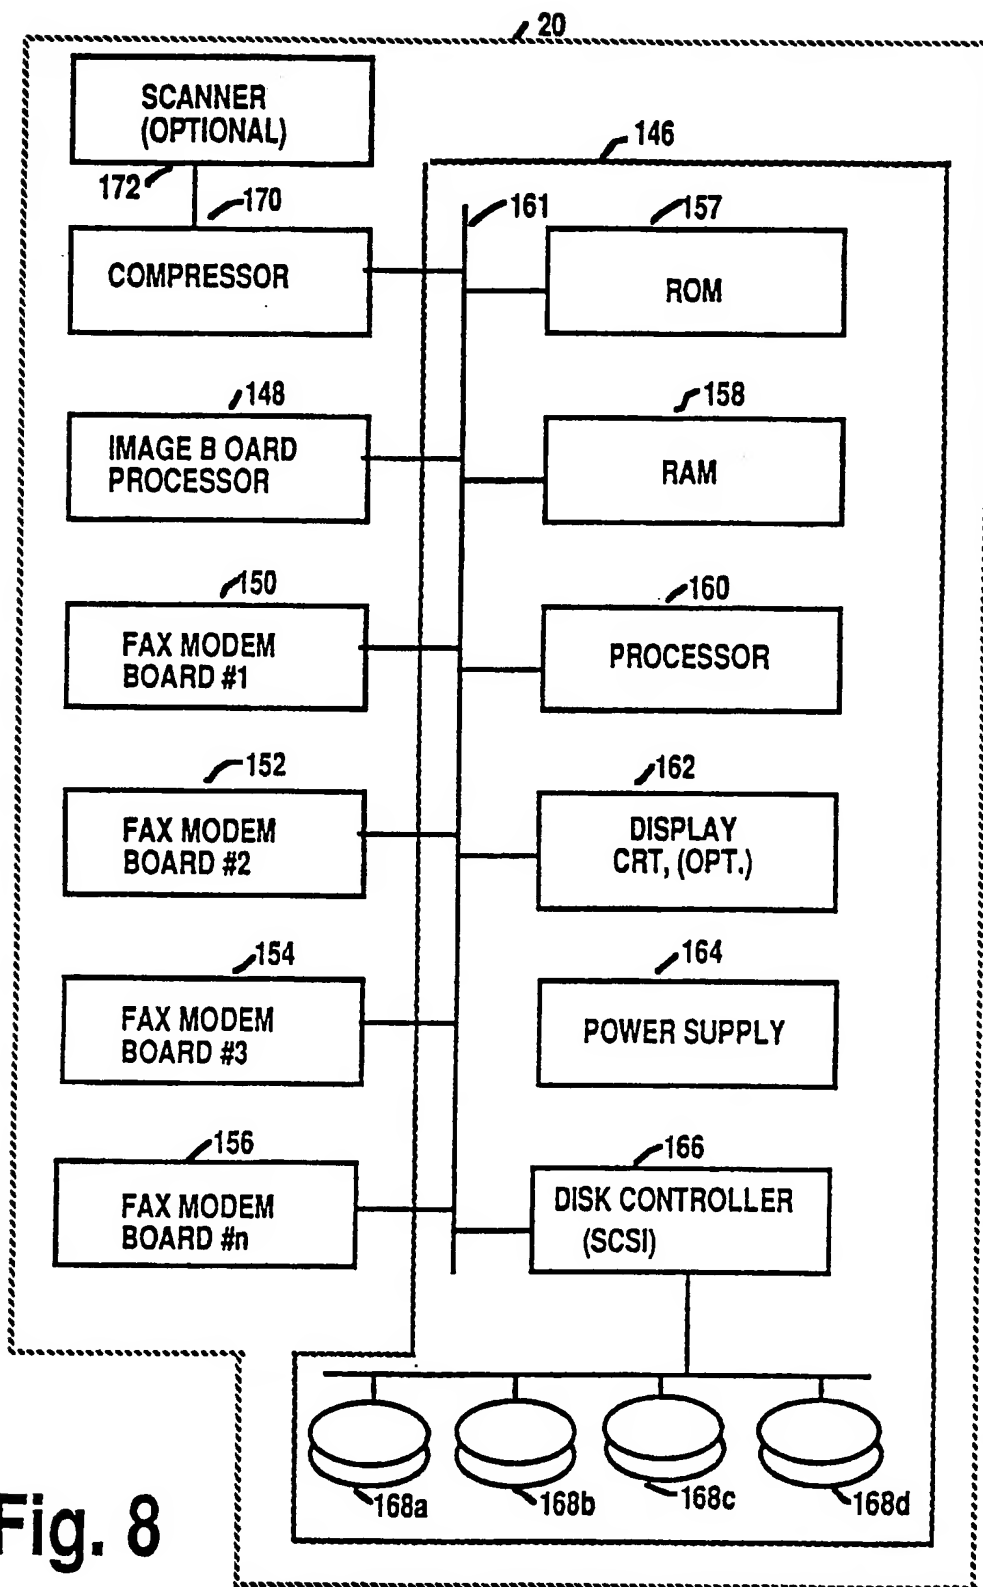 20
SCANNER
(OPTIONAL)
172
146
170
COMPRESSOR
161
157
ROM
148
IMAGE B OARD
PROCESSOR
158
RAM
150
FAX MODEM
BOARD #1
160
PROCESSOR
152
FAX MODEM
BOARD #2
162
DISPLAY
CRT, (OPT.)
154
FAX MODEM
BOARD #3
164
POWER SUPPLY
156
FAX MODEM
BOARD #n
166
DISK CONTROLLER
(SCSI)
168a
168b
168c
168d
Fig. 8